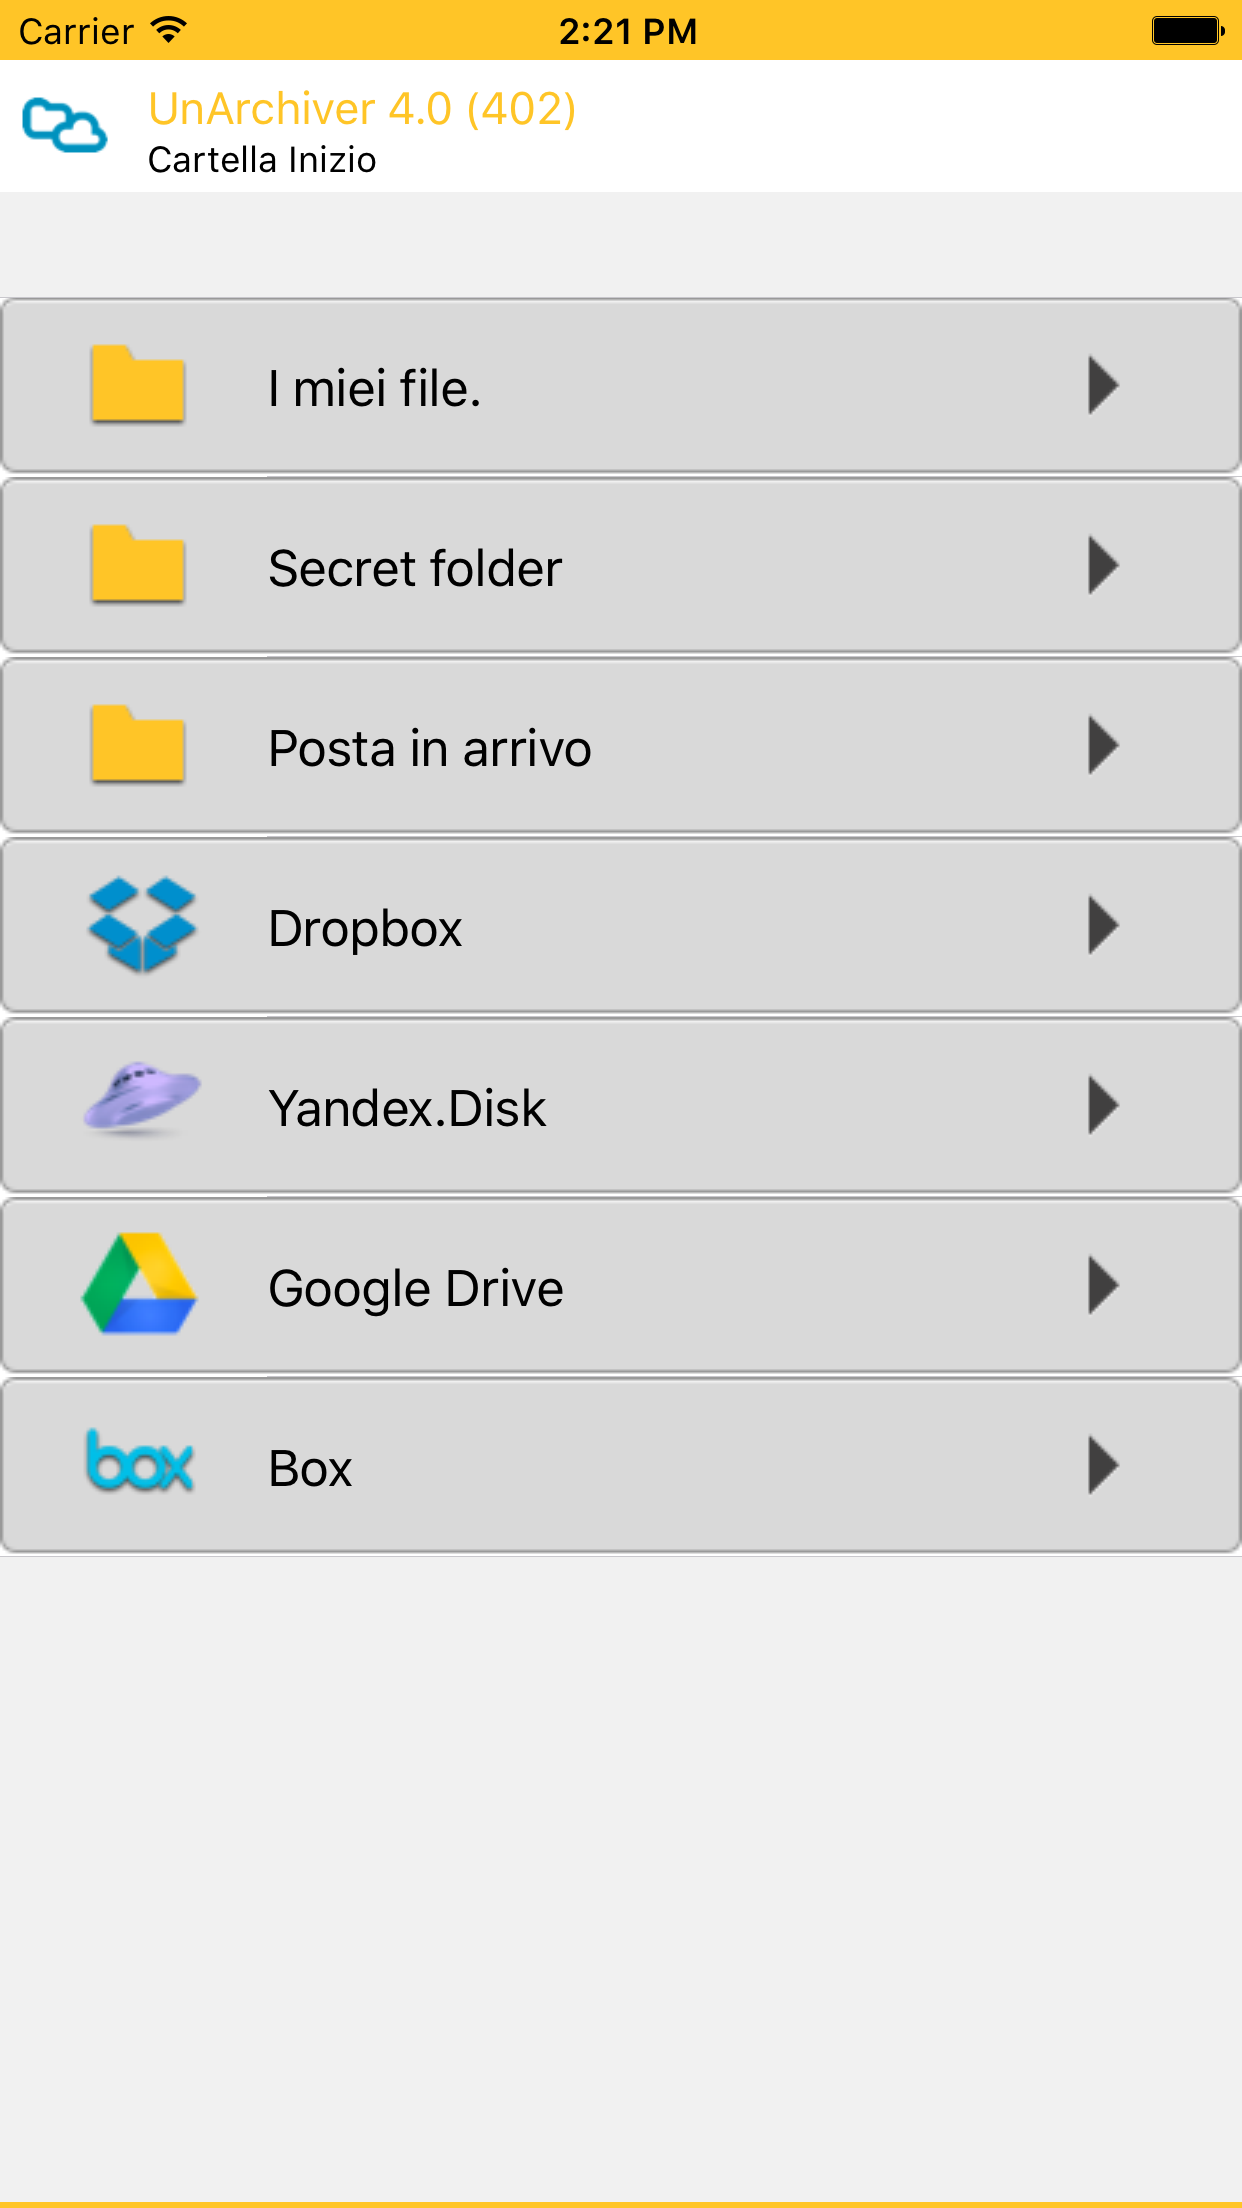 Carrier 2:21 PM
UnArchiver 4.0 (402)
Cartella Inizio
I miei file.
Secret folder
Posta in arrivo
Dropbox
Yandex.Disk
Google Drive
box Box